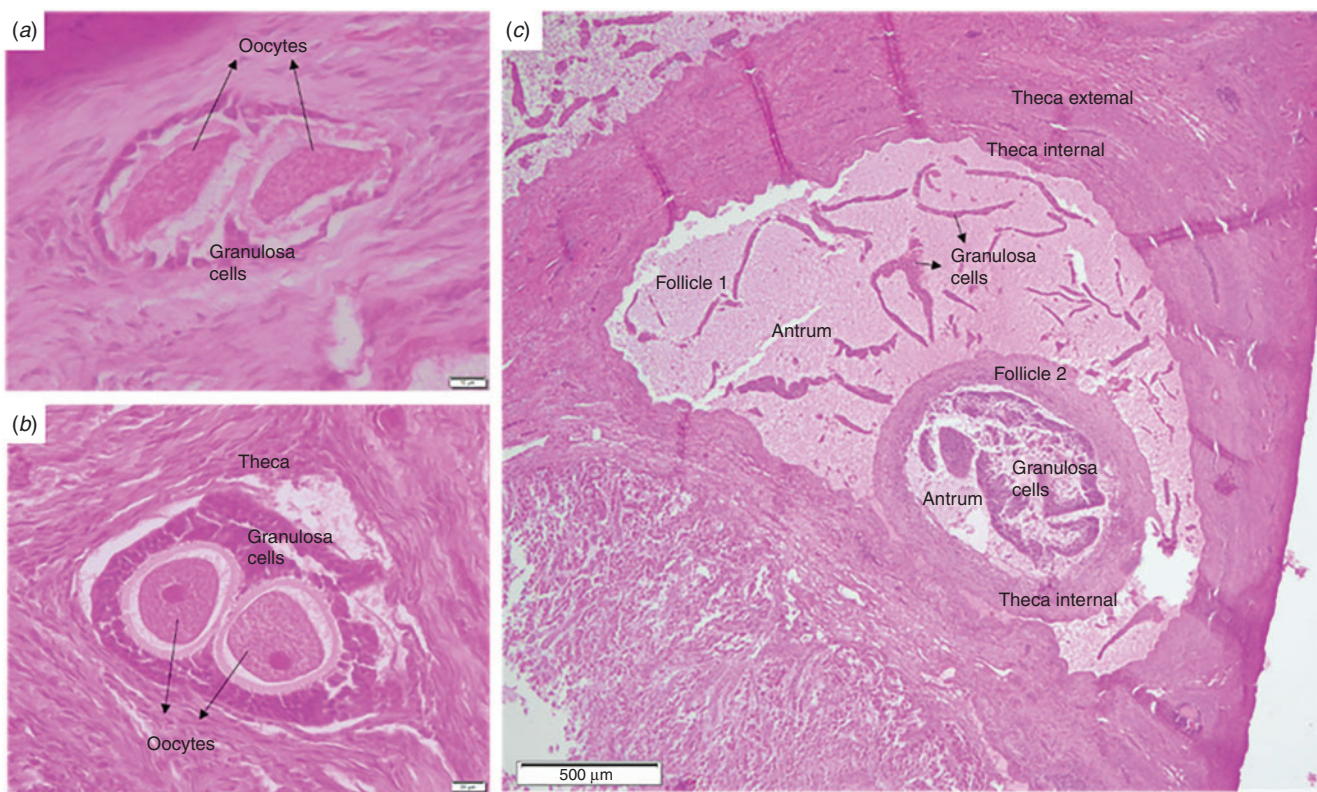 (a)
Oocytes
Granulosa
cells
(b)
Theca
Granulosa
cells
Oocytes
(c)
Theca extemal
Theca internal
Granulosa
cells
Follicle 1
Antrum
Follicle 2
Granulosa
cells
Antrum
Theca internal
500 µm